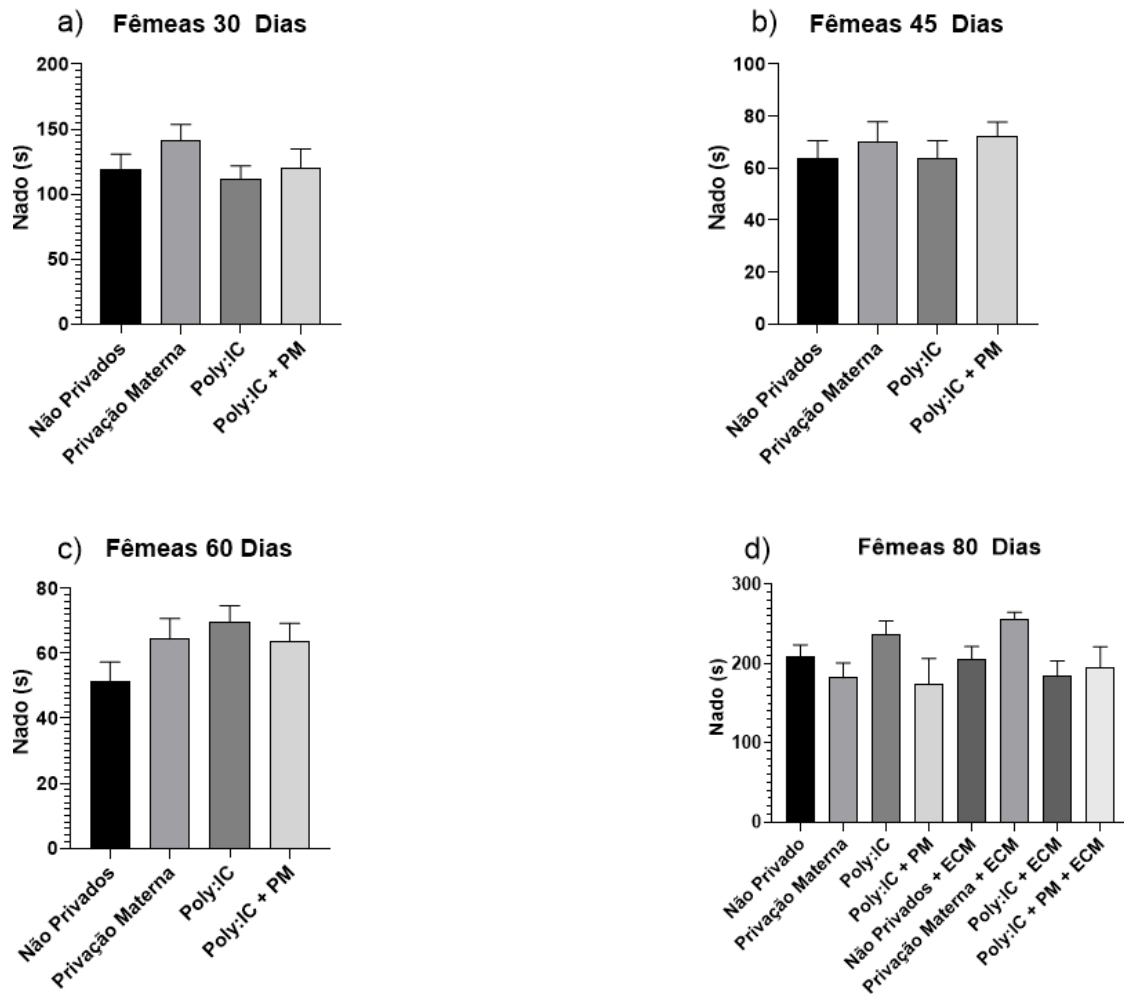 a) Fêmeas 30 Dias
Nado (s)
200
150
100
50
0
Não Privados
Privação Materna
Poly:IC
Poly:IC + PM
b) Fêmeas 45 Dias
Nado (s)
100
80
60
40
20
0
Não Privados
Privação Materna
Poly:IC
Poly:IC + PM
c) Fêmeas 60 Dias
Nado (s)
80
60
40
20
0
Não Privados
Privação Materna
Poly:IC
Poly:IC + PM
d) Fêmeas 80 Dias
Nado (s)
300
200
100
0
Não Privado
Privação Materna
Poly:IC
Poly:IC + PM
Não Privados + ECM
Privação Materna + ECM
Poly:IC + ECM
Poly:IC + PM + ECM